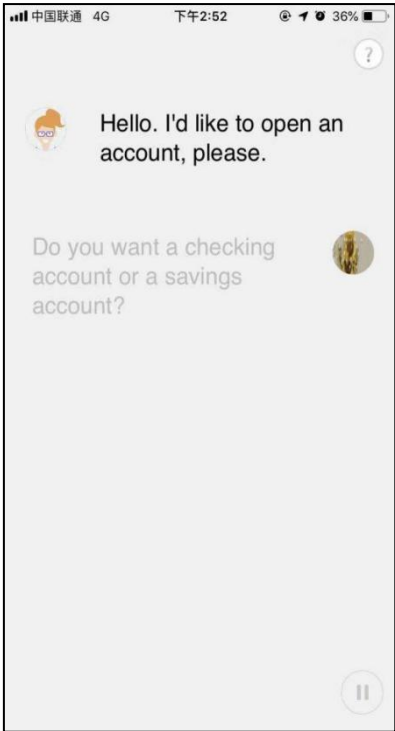 中国联通 4G 下午2:52 36%
?
Hello. I'd like to open an
account, please.
Do you want a checking
account or a savings
account?